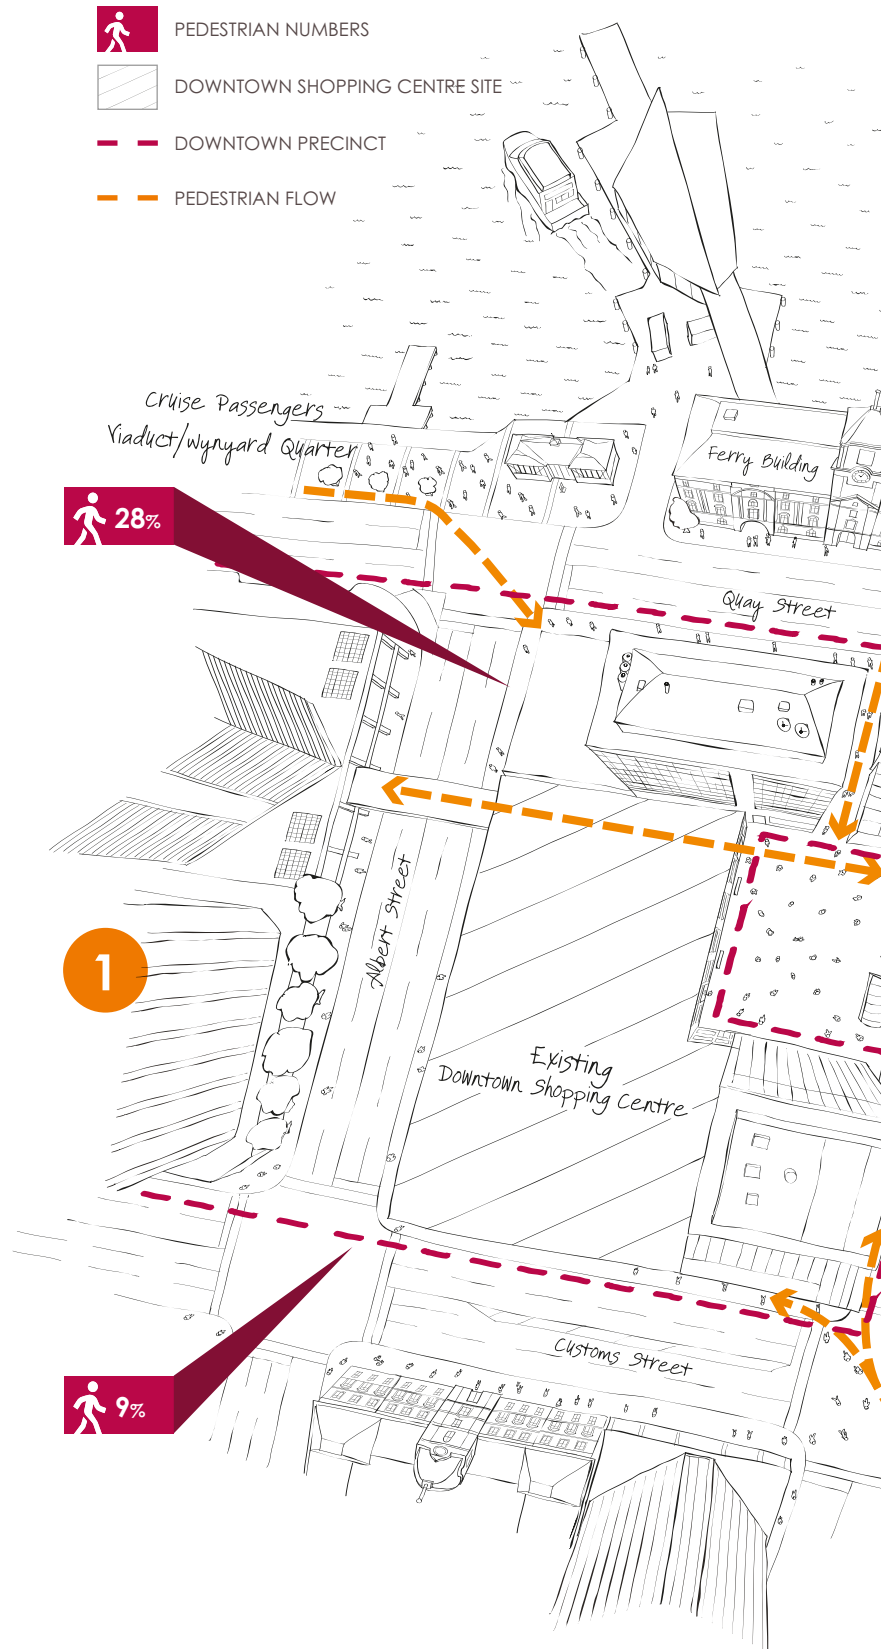 PEDESTRIAN NUMBERS
DOWNTOWN SHOPPING CENTRE SITE
DOWNTOWN PRECINCT
PEDESTRIAN FLOW
Cruise Passengers
Viaduct/Wynyard Quarter
Ferry Building
28%
Quay Street
Albert Street
1
Existing
Downtown Shopping Centre
Customs Street
9%